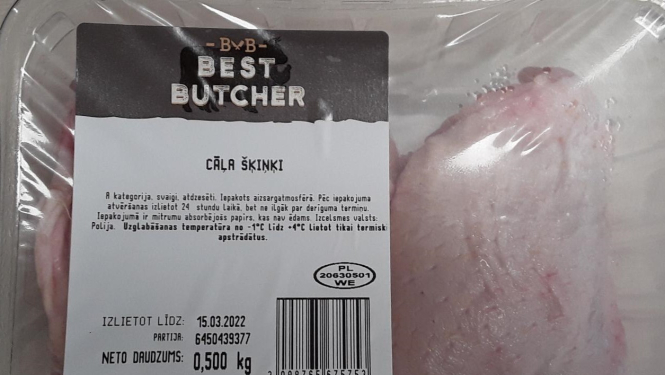 B B
BEST
BUTCHER
CĀĻA ŠĶIŅĶI
A kategorija, svaigi, atdzesēti. Iepakots aizsargatmosfērā. Pēc iepakojuma
atvēršanas izlietot 24 stundu laikā, bet ne ilgāk par derīguma termiņu.
Iepakojumā ir mitrumu absorbējošs papīrs, kas nav ēdams. Izcelsmes valsts:
Polija. Uzglabāšanas temperatūra no -1°C līdz +4°C Lietot tikai termiski
apstrādātus.
PL
20630501
WE
IZLIETOT LĪDZ: 15.03.2022
PARTIJA: 6450439377
NETO DAUDZUMS: 0,500 kg